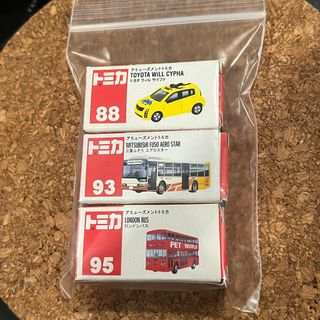 アミューズメントトミカ
トミカ
TOYOTA WILL CYPHA
トヨタ ウィル サイファ
88
アミューズメントトミカ
トミカ
MITSUBISHI FUSO AERO STAR
三菱ふそう エアロスター
93
アミューズメントトミカ
トミカ
LONDON BUS
ロンドンバス
PET WORLD
95